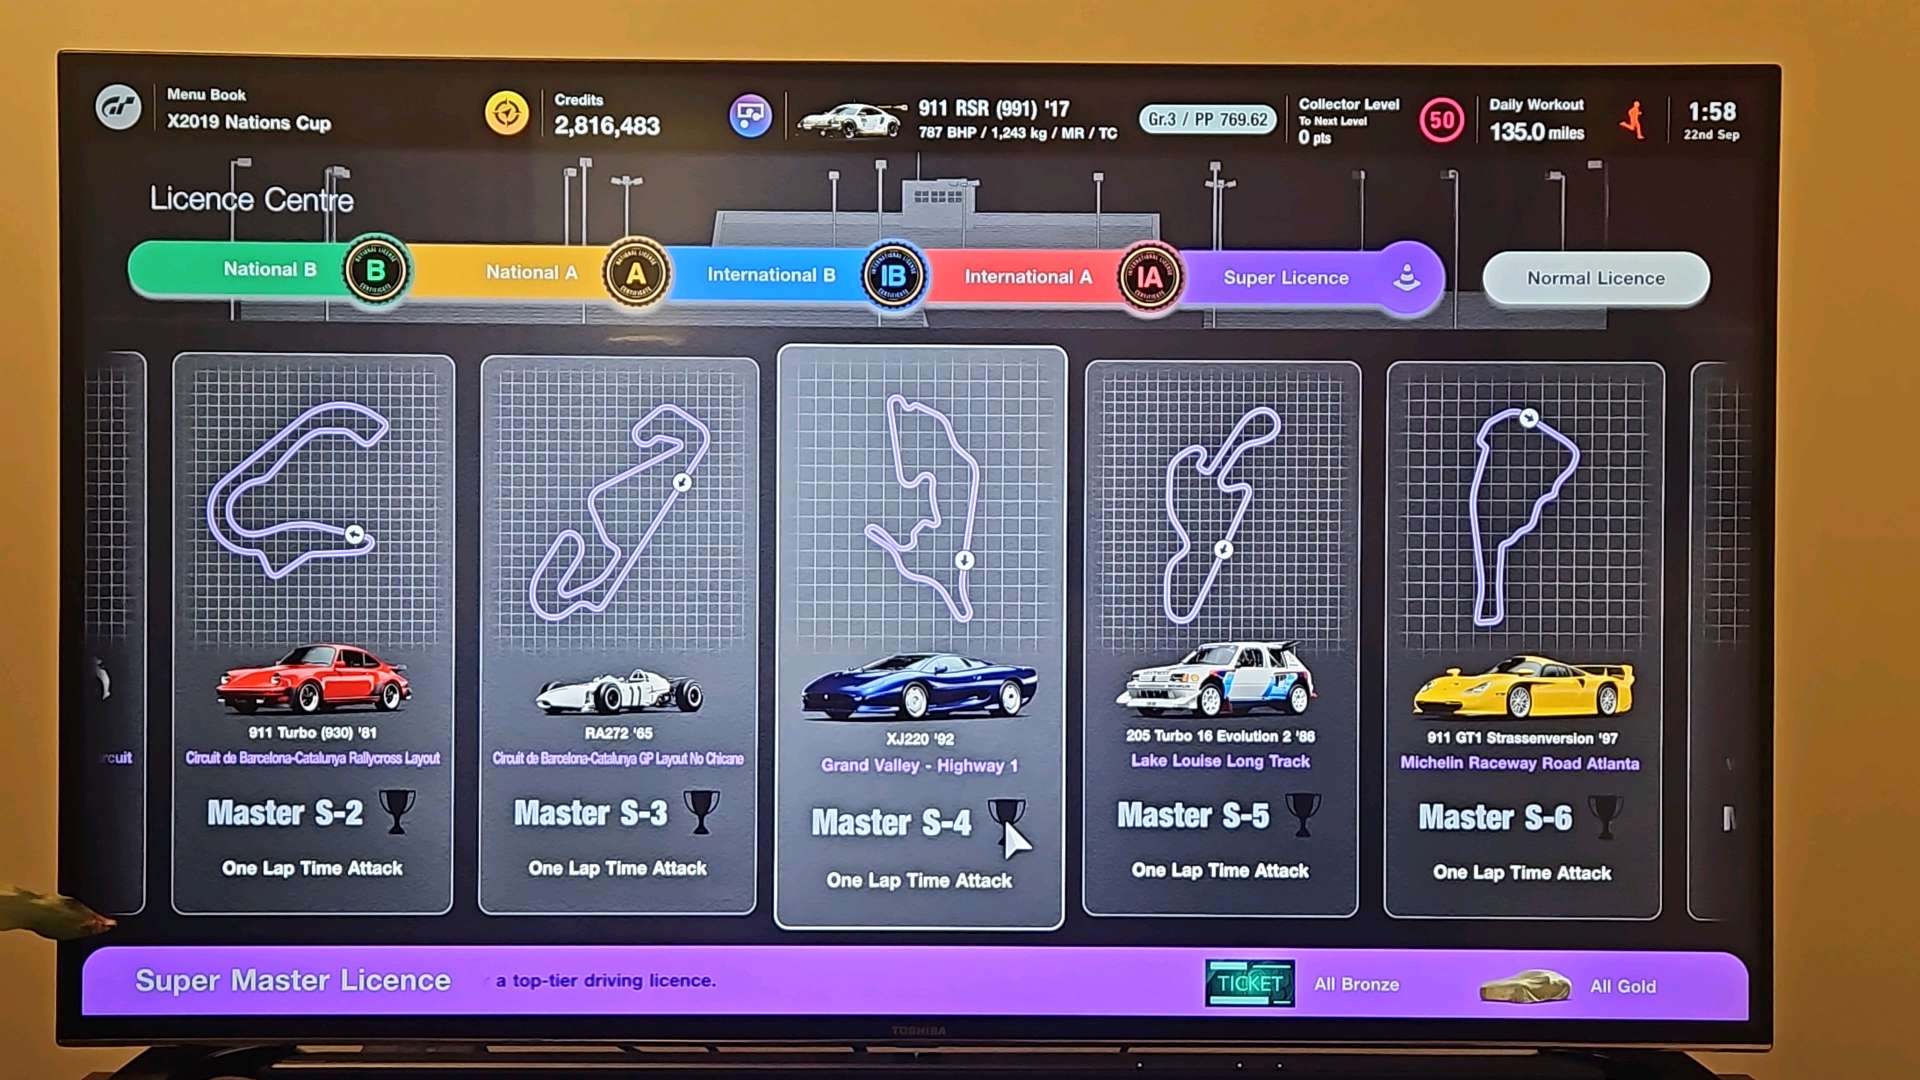 Menu Book
X2019 Nations Cup
Credits
2,816,483
911 RSR (991) '17
787 BHP / 1,243 kg / MR / TC
Gr.3 / PP 769.62
Collector Level
To Next Level
0 pts
50
Daily Workout
135.0 miles
1:58
22nd Sep
Licence Centre
National B
B
National A
A
International B
IB
International A
IA
Super Licence
Normal Licence
rcuit
911 Turbo (930) '81
Circuit de Barcelona-Catalunya Rallycross Layout
Master S-2
One Lap Time Attack
11
RA272 '65
Circuit de Barcelona-Catalunya GP Layout No Chicane
Master S-3
One Lap Time Attack
XJ220 '92
Grand Valley - Highway 1
Master S-4
One Lap Time Attack
205 Turbo 16 Evolution 2 '86
Lake Louise Long Track
Master S-5
One Lap Time Attack
911 GT1 Strassenversion '97
Michelin Raceway Road Atlanta
Master S-6
One Lap Time Attack
Super Master Licence
a top-tier driving licence.
TICKET
All Bronze
All Gold
TOSHIBA